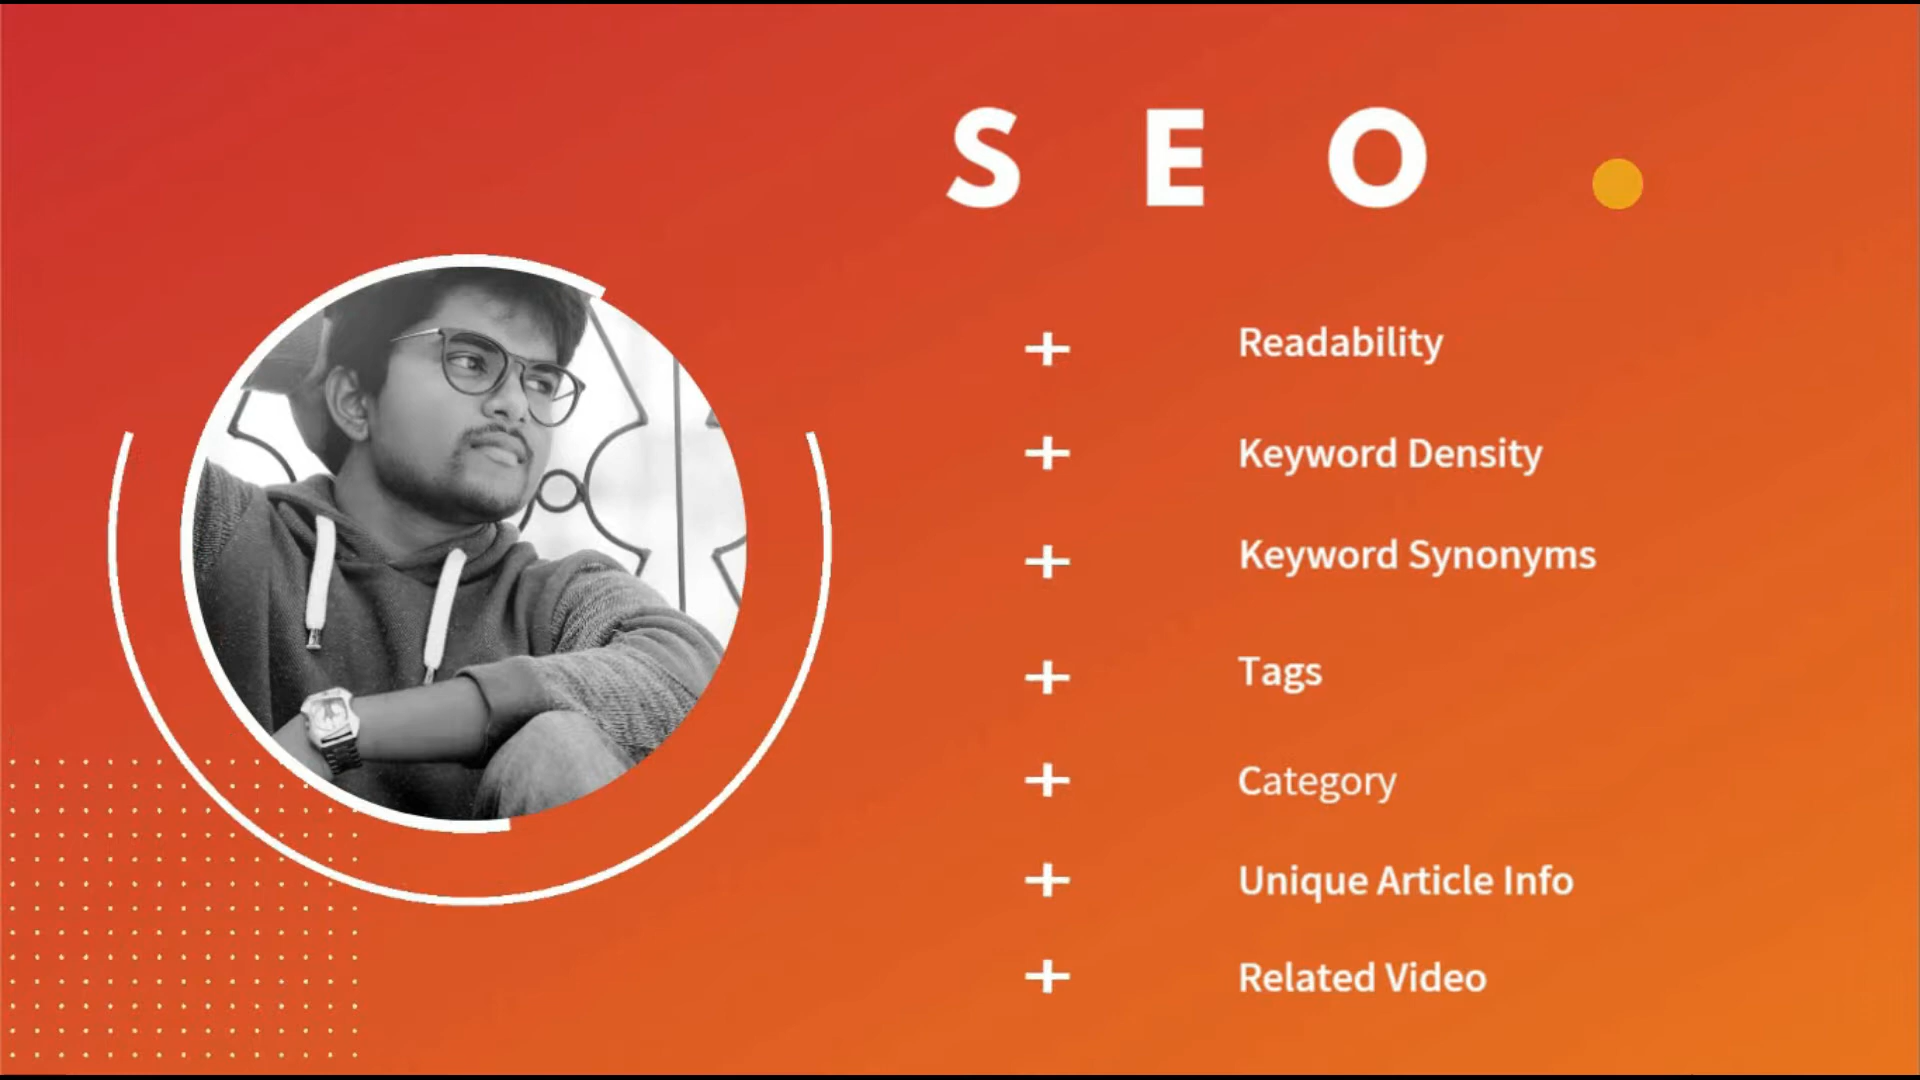 S E O
+ Readability
+ Keyword Density
+ Keyword Synonyms
+ Tags
+ Category
+ Unique Article Info
+ Related Video